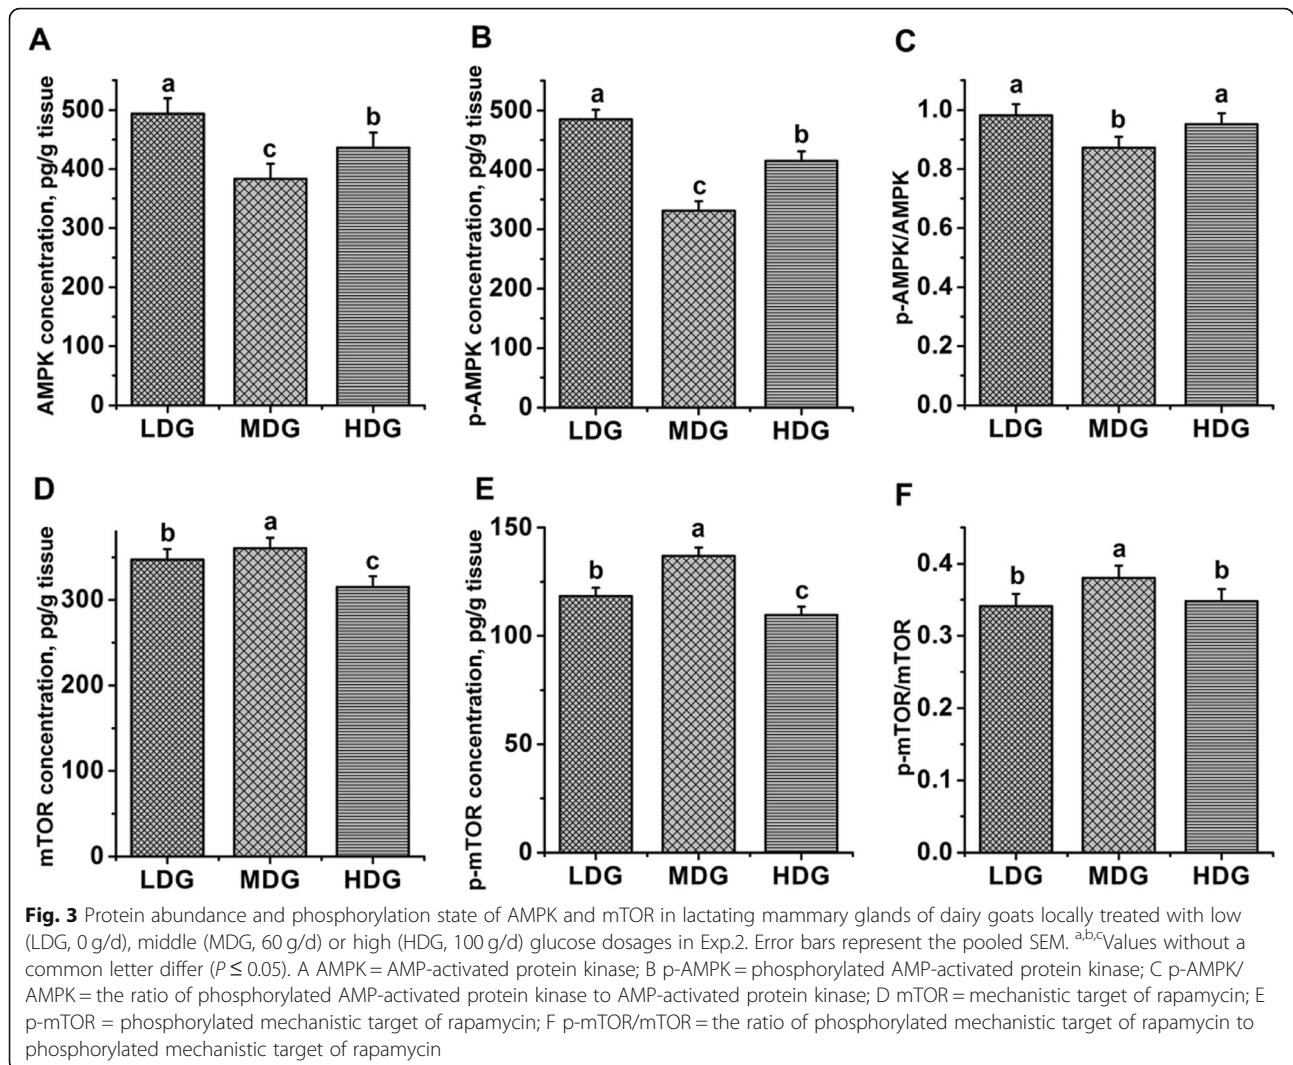 A
AMPK concentration, pg/g tissue
500
400
300
200
100
0
a
c
b
LDG MDG HDG
B
p-AMPK concentration, pg/g tissue
500
400
300
200
100
0
a
c
b
LDG MDG HDG
C
p-AMPK/AMPK
1.0
0.8
0.6
0.4
0.2
0.0
a
b
a
LDG MDG HDG
D
mTOR concentration, pg/g tissue
300
200
100
0
b
a
c
LDG MDG HDG
E
p-mTOR concentration, pg/g tissue
150
100
50
0
b
a
c
LDG MDG HDG
F
p-mTOR/mTOR
0.4
0.3
0.2
0.1
0.0
b
a
b
LDG MDG HDG
Fig. 3 Protein abundance and phosphorylation state of AMPK and mTOR in lactating mammary glands of dairy goats locally treated with low
(LDG, 0 g/d), middle (MDG, 60 g/d) or high (HDG, 100 g/d) glucose dosages in Exp.2. Error bars represent the pooled SEM. a,b,cValues without a
common letter differ (P ≤ 0.05). A AMPK = AMP-activated protein kinase; B p-AMPK = phosphorylated AMP-activated protein kinase; C p-AMPK/
AMPK = the ratio of phosphorylated AMP-activated protein kinase to AMP-activated protein kinase; D mTOR = mechanistic target of rapamycin; E
p-mTOR = phosphorylated mechanistic target of rapamycin; F p-mTOR/mTOR = the ratio of phosphorylated mechanistic target of rapamycin to
phosphorylated mechanistic target of rapamycin